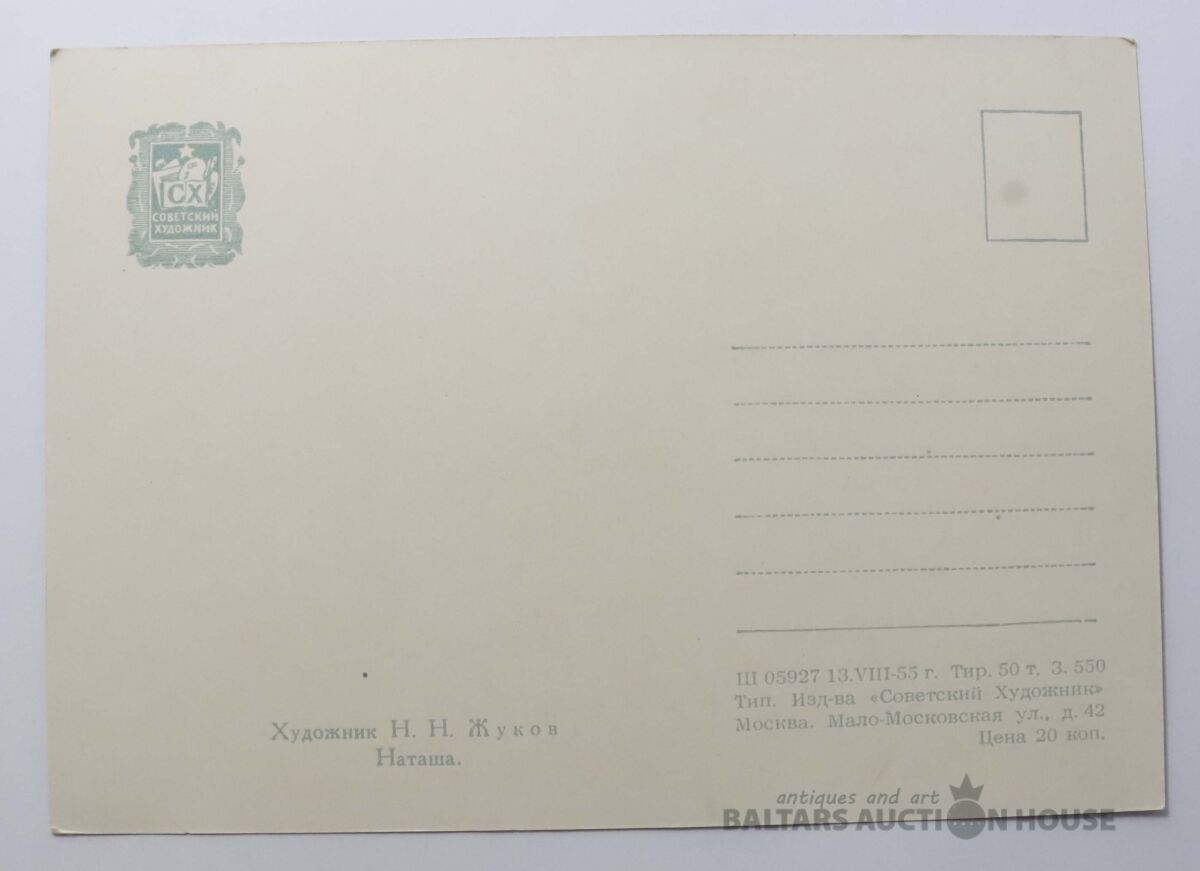 СХ
СОВЕТСКИЙ
ХУДОЖНИК
Художник Н. Н. Жуков
Наташа.
Ш 05927 13.VIII-55 г. Тир. 50 т. З. 550
Тип. Изд-ва «Советский Художник»
Москва. Мало-Московская ул., д. 42
Цена 20 коп.
antiques and art
BALTARS AUCTION HOUSE